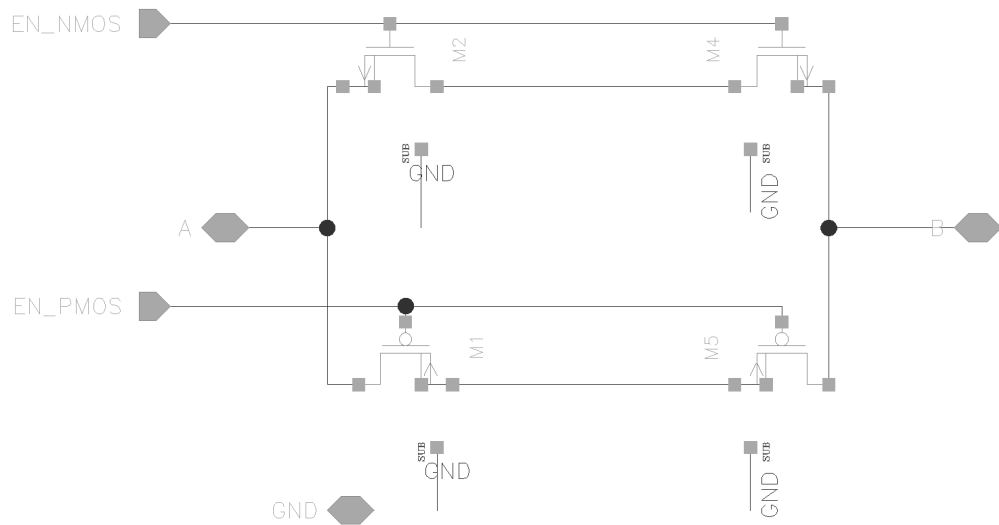 EN_NMOS
M2
M4
SUB
GND
SUB
GND
A
B
EN_PMOS
M1
M5
SUB
GND
SUB
GND
GND